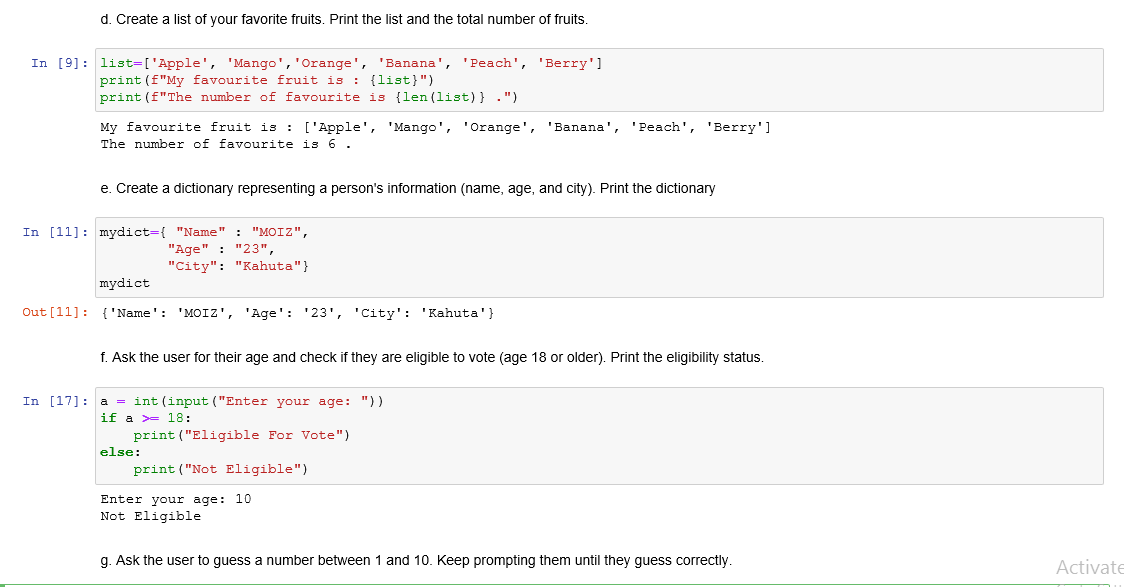 d. Create a list of your favorite fruits. Print the list and the total number of fruits.
In [9]: list=['Apple', 'Mango','Orange', 'Banana', 'Peach', 'Berry']
print(f"My favourite fruit is : {list}")
print(f"The number of favourite is {len(list)} .")
My favourite fruit is : ['Apple', 'Mango', 'Orange', 'Banana', 'Peach', 'Berry']
The number of favourite is 6 .
e. Create a dictionary representing a person's information (name, age, and city). Print the dictionary
In [11]: mydict={ "Name" : "MOIZ",
"Age" : "23",
"City": "Kahuta"}
mydict
Out[11]: {'Name': 'MOIZ', 'Age': '23', 'City': 'Kahuta'}
f. Ask the user for their age and check if they are eligible to vote (age 18 or older). Print the eligibility status.
In [17]: a = int(input("Enter your age: "))
if a >= 18:
    print("Eligible For Vote")
else:
    print("Not Eligible")
Enter your age: 10
Not Eligible
g. Ask the user to guess a number between 1 and 10. Keep prompting them until they guess correctly.
Activate